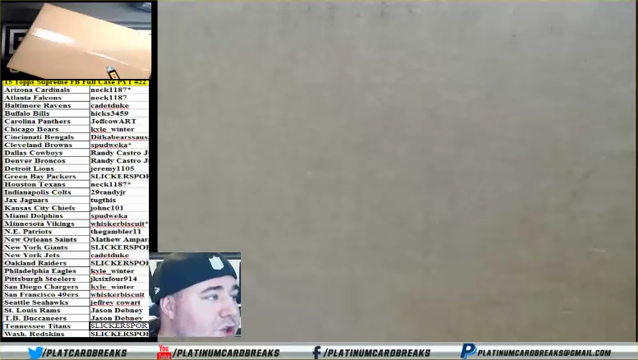 15 Topps Supreme FB Full Case PYT #22
Arizona Cardinals neck1187*
Atlanta Falcons neck1187
Baltimore Ravens cadetduke
Buffalo Bills hicks3459
Carolina Panthers JeffcowART
Chicago Bears kyle_winter
Cincinnati Bengals Ditkabearssaus
Cleveland Browns spudweka*
Dallas Cowboys Randy Castro J
Denver Broncos Randy Castro J
Detroit Lions jeremy1105
Green Bay Packers SLICKERSPOR
Houston Texans neck1187*
Indianapolis Colts 29randyjr
Jax Jaguars tugthis
Kansas City Chiefs johnc101
Miami Dolphins spudweka
Minnesota Vikings whiskerbiscuit*
N.E. Patriots thegambler11
New Orleans Saints Mathew Ampar
New York Giants SLICKERSPOR
New York Jets cadetduke
Oakland Raiders SLICKERSPOR
Philadelphia Eagles kyle_winter
Pittsburgh Steelers jksixfour914
San Diego Chargers kyle_winter
San Francisco 49ers whiskerbiscuit
Seattle Seahawks jeffrey cowart
St. Louis Rams Jason Debney
T.B. Buccaneers Jason Debney
Tennessee Titans SLICKERSPOR
Wash. Redskins SLICKERSPOR
/PLATCARDBREAKS /PLATINUMCARDBREAKS /PLATINUMCARDBREAKS PLATINUMCARDBREAKS@GMAIL.COM